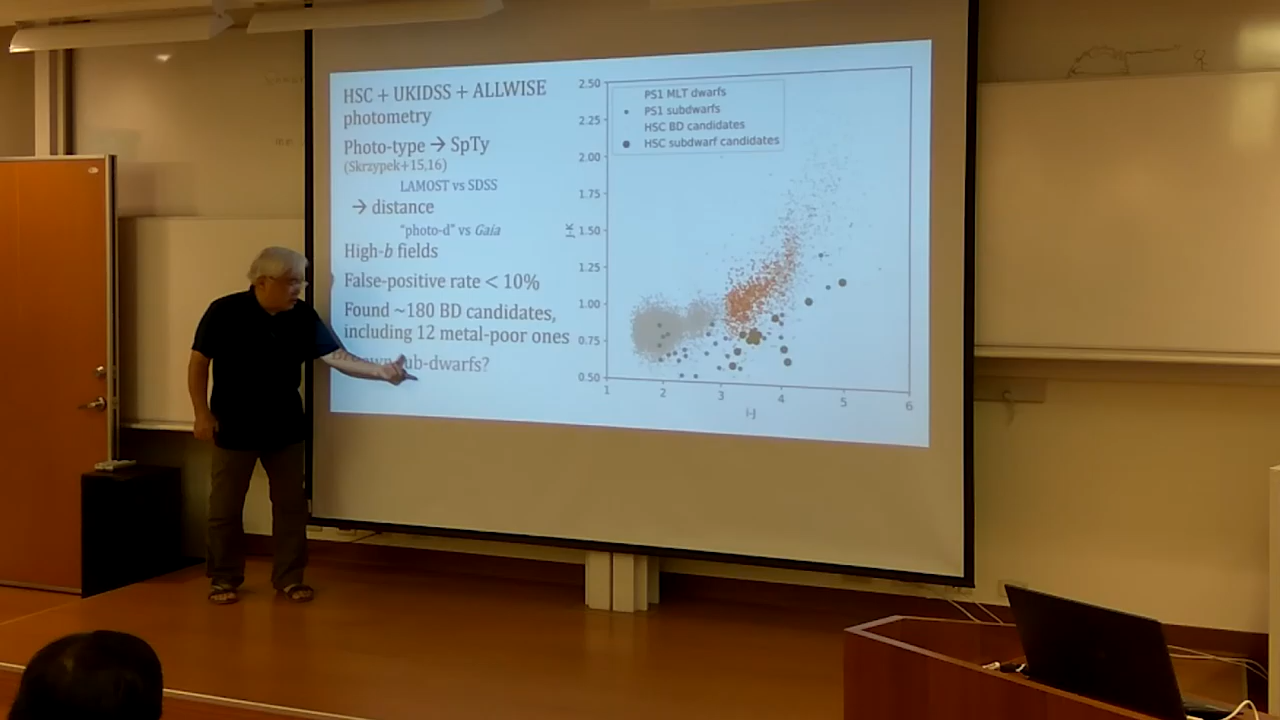 HSC + UKIDSS + ALLWISE
photometry
Photo-type → SpTy
(Skrzypek+15,16)
LAMOST vs SDSS
→ distance
"photo-d" vs Gaia
High-b fields
False-positive rate < 10%
Found ~180 BD candidates,
including 12 metal-poor ones
Brown sub-dwarfs?
PS1 MLT dwarfs
PS1 subdwarfs
HSC BD candidates
HSC subdwarf candidates
2.50
2.25
2.00
1.75
1.50
1.25
1.00
0.75
0.50
J-K
1 2 3 4 5 6
I-J